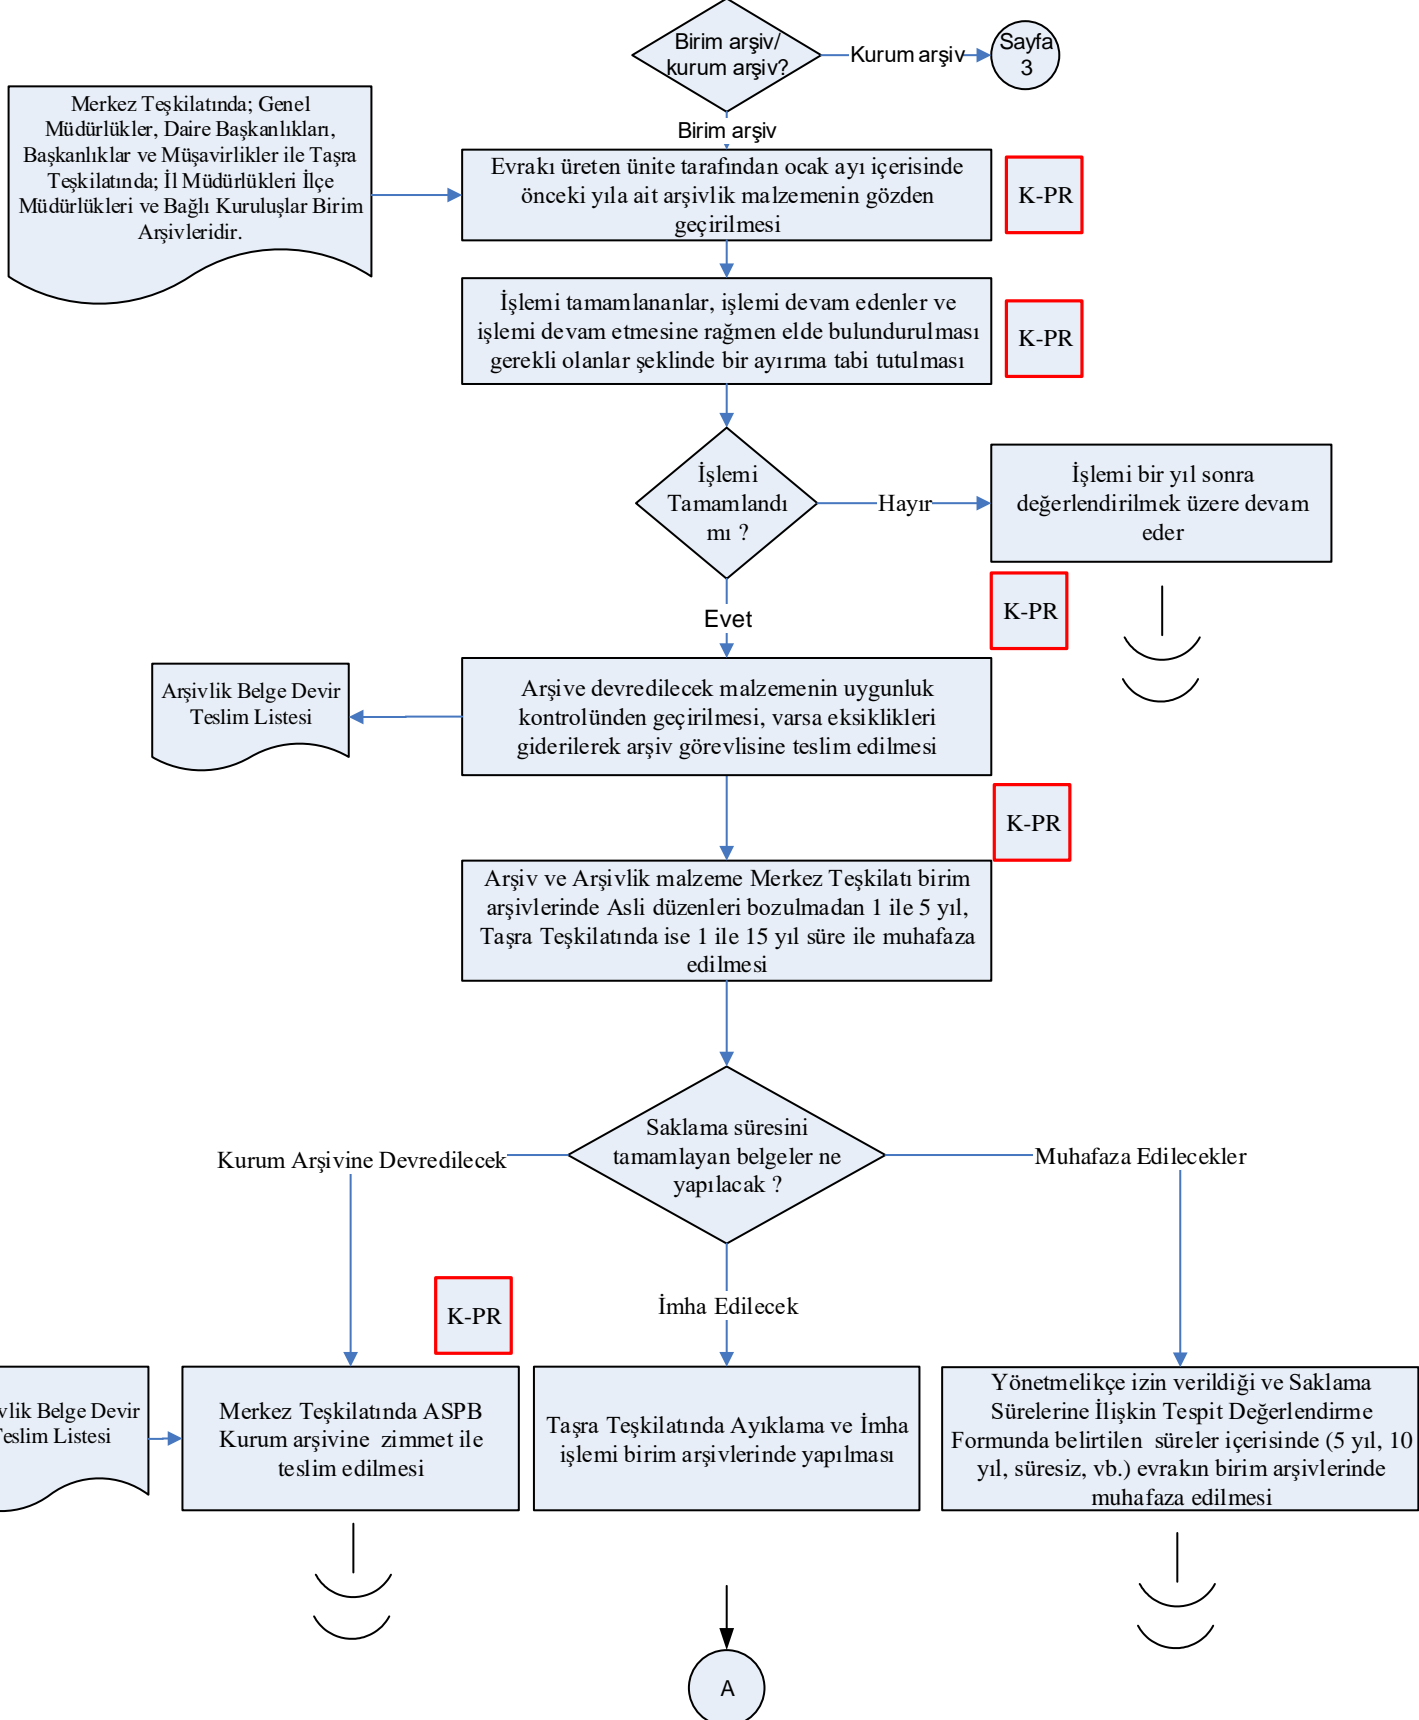 Birim arşiv/
kurum arşiv?
Kurum arşiv
Sayfa
3
Birim arşiv
Merkez Teşkilatında; Genel
Müdürlükler, Daire Başkanlıkları,
Başkanlıklar ve Müşavirlikler ile Taşra
Teşkilatında; İl Müdürlükleri İlçe
Müdürlükleri ve Bağlı Kuruluşlar Birim
Arşivleridir.
Evrakı üreten ünite tarafından ocak ayı içerisinde
önceki yıla ait arşivlik malzemenin gözden
geçirilmesi
K-PR
İşlemi tamamlananlar, işlemi devam edenler ve
işlemi devam etmesine rağmen elde bulundurulması
gerekli olanlar şeklinde bir ayırıma tabi tutulması
K-PR
İşlemi
Tamamlandı
mı ?
Hayır
İşlemi bir yıl sonra
değerlendirilmek üzere devam
eder
Evet
K-PR
Arşivlik Belge Devir
Teslim Listesi
Arşive devredilecek malzemenin uygunluk
kontrolünden geçirilmesi, varsa eksiklikleri
giderilerek arşiv görevlisine teslim edilmesi
K-PR
Arşiv ve Arşivlik malzeme Merkez Teşkilatı birim
arşivlerinde Asli düzenleri bozulmadan 1 ile 5 yıl,
Taşra Teşkilatında ise 1 ile 15 yıl süre ile muhafaza
edilmesi
Saklama süresini
tamamlayan belgeler ne
yapılacak ?
Kurum Arşivine Devredilecek
Muhafaza Edilecekler
K-PR
İmha Edilecek
vlik Belge Devir
eslim Listesi
Merkez Teşkilatında ASPB
Kurum arşivine  zimmet ile
teslim edilmesi
Taşra Teşkilatında Ayıklama ve İmha
işlemi birim arşivlerinde yapılması
Yönetmelikçe izin verildiği ve Saklama
Sürelerine İlişkin Tespit Değerlendirme
Formunda belirtilen  süreler içerisinde (5 yıl, 10
yıl, süresiz, vb.) evrakın birim arşivlerinde
muhafaza edilmesi
A